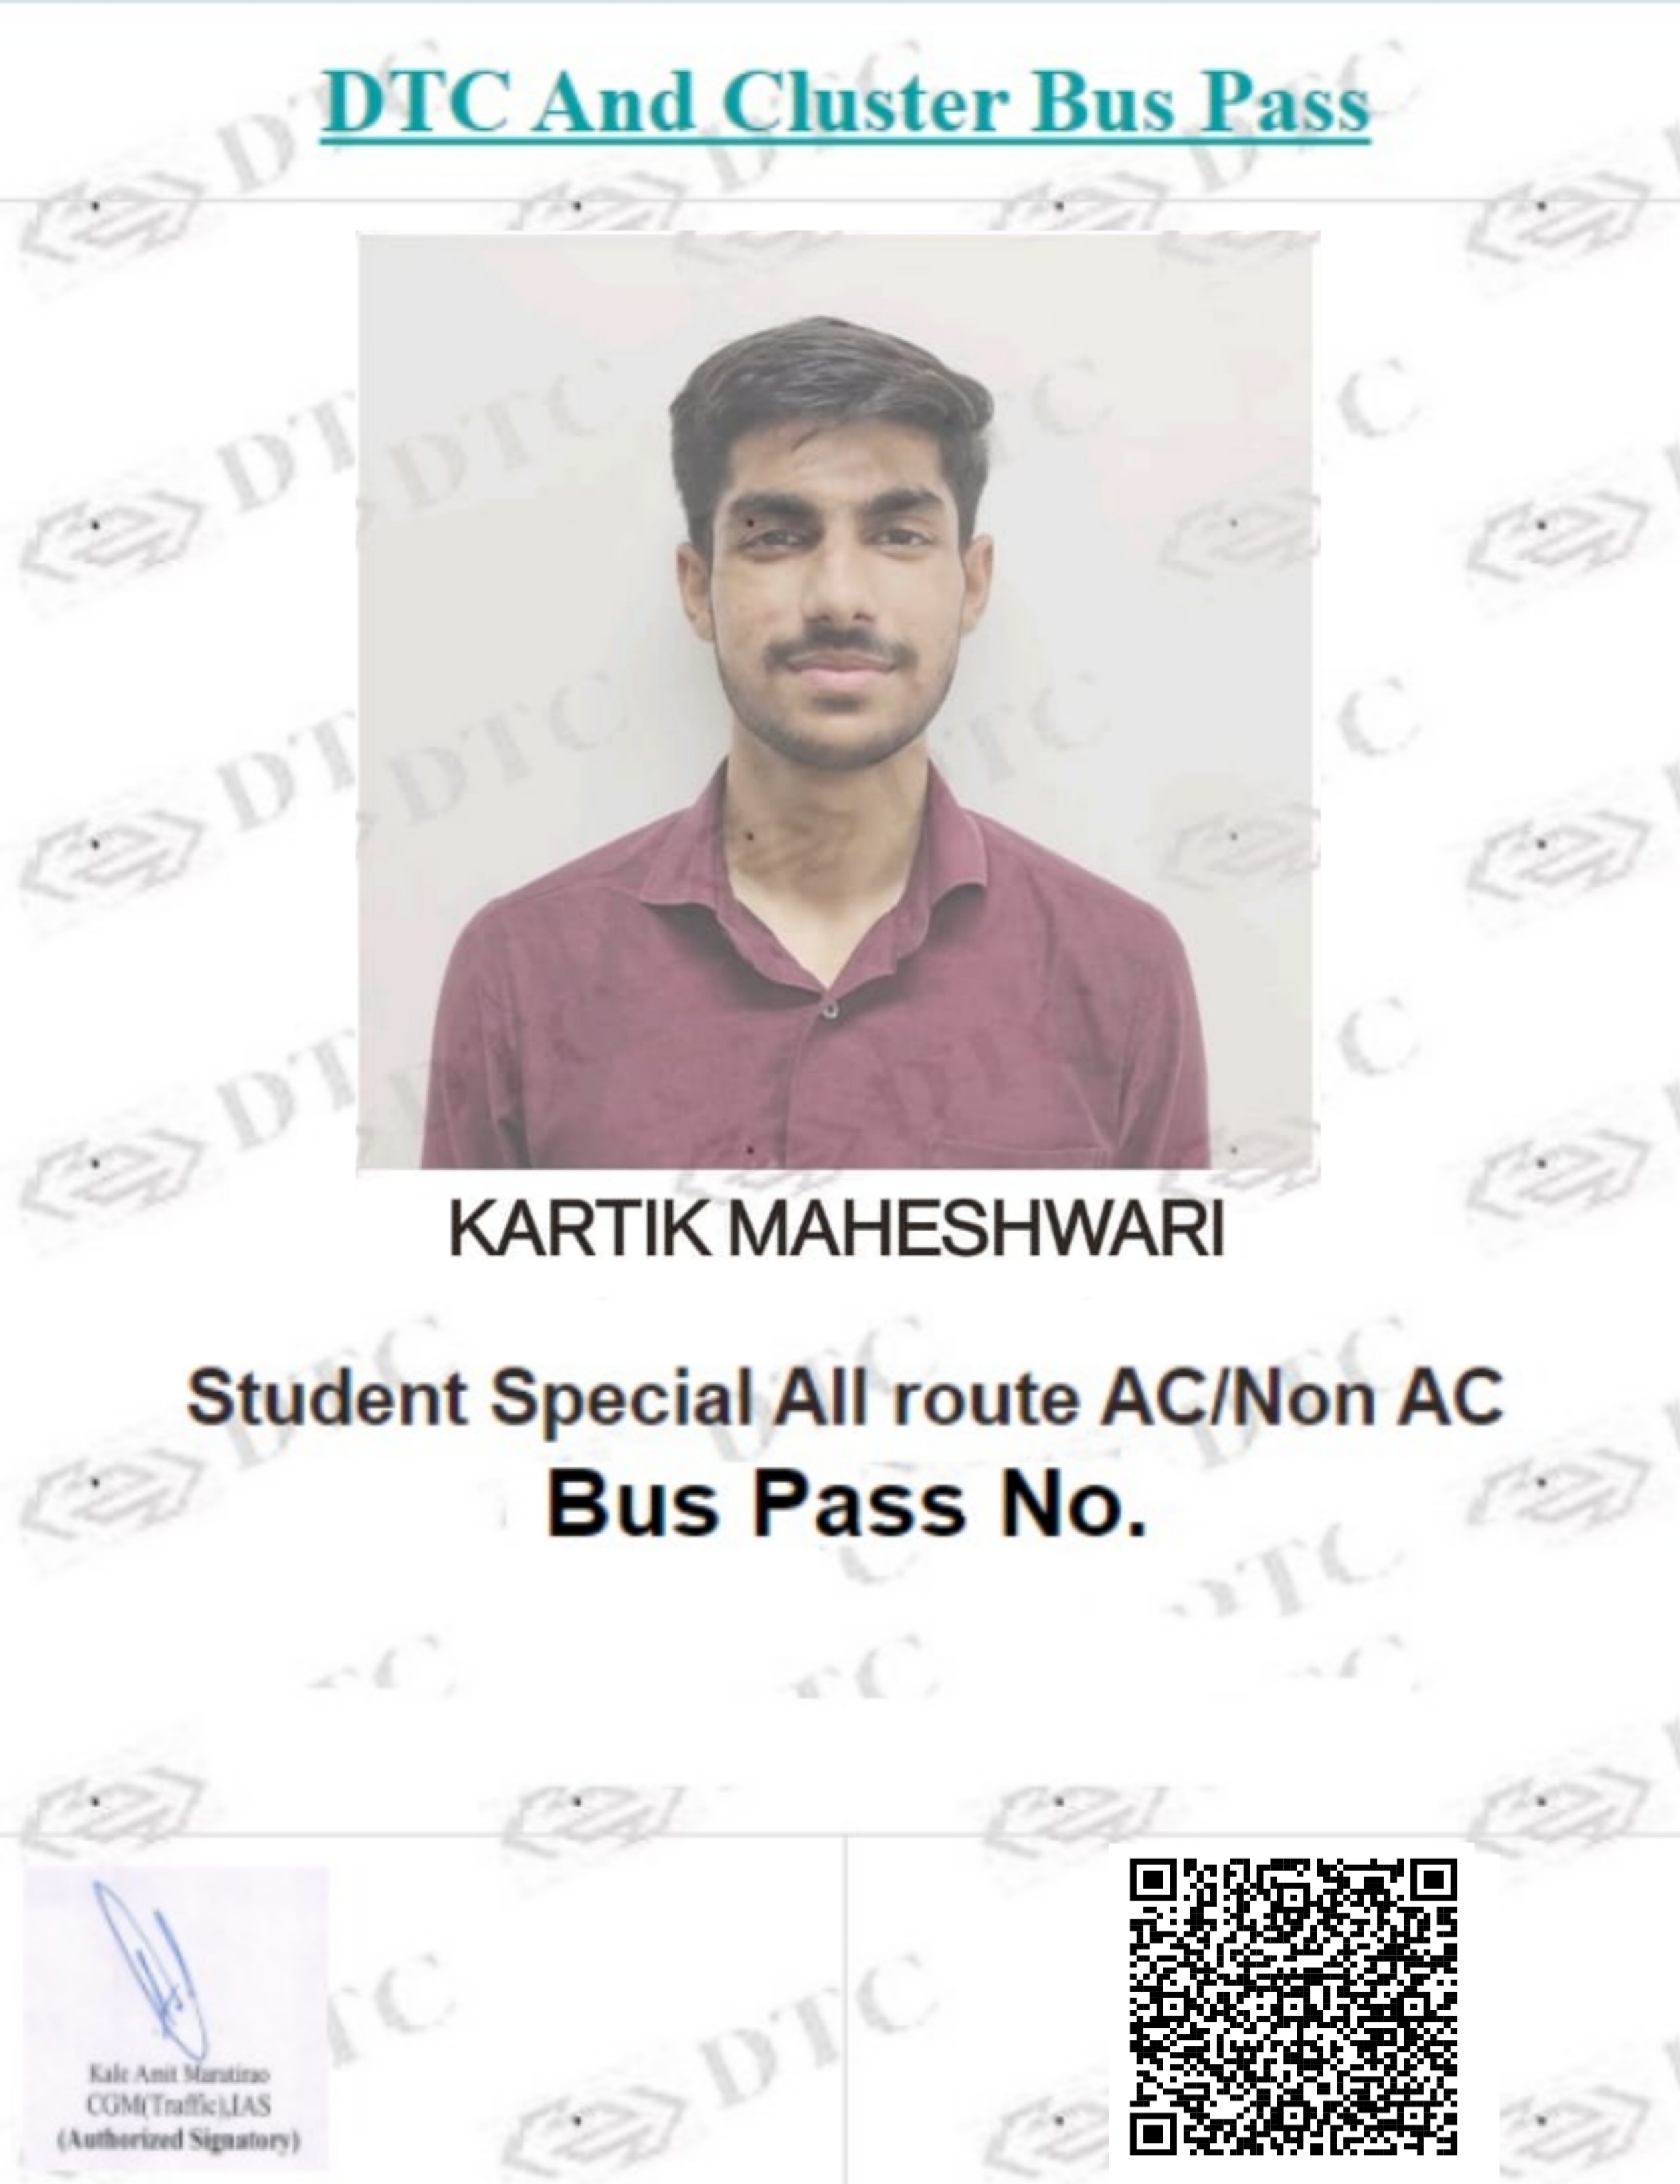 DTC And Cluster Bus Pass
KARTIK MAHESHWARI
Student Special All route AC/Non AC
Bus Pass No.
Kale Amit Marutirao
CGM(Traffic),IAS
(Authorized Signatory)
DTC